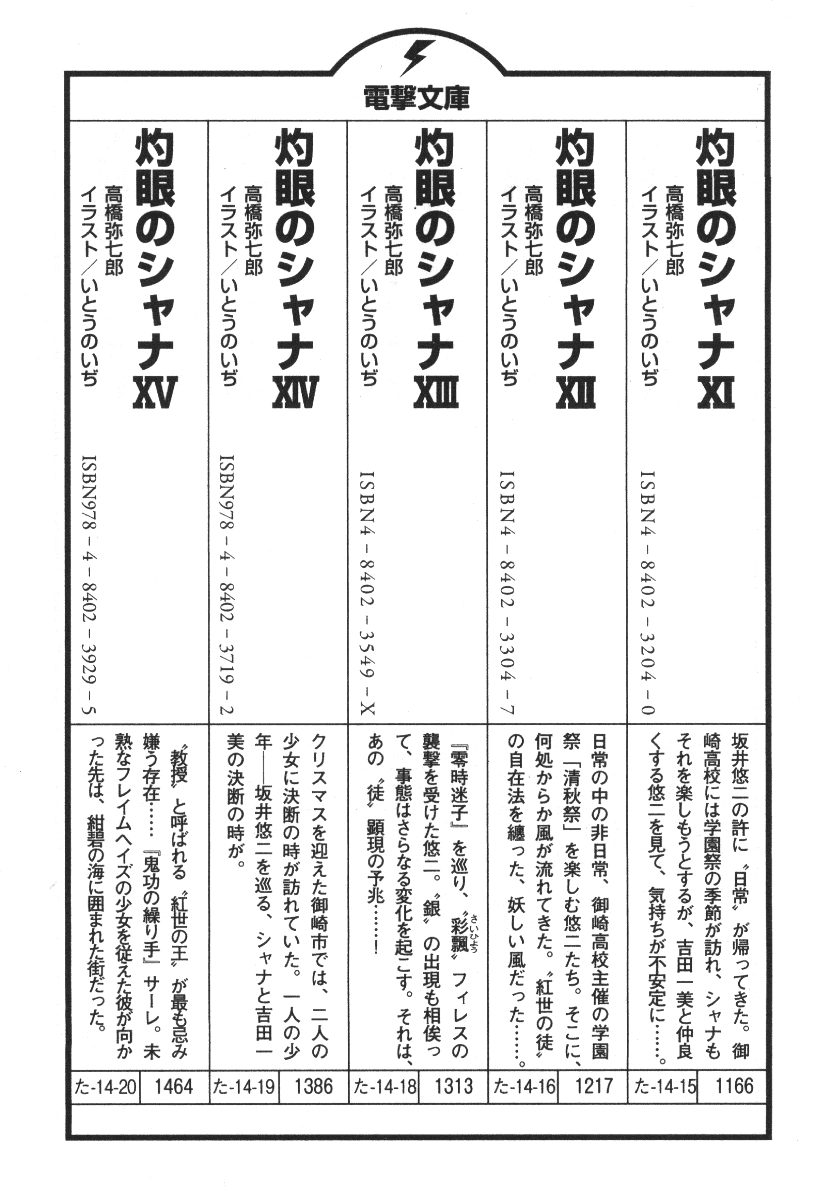 電撃文庫
灼眼のシャナⅪ
高橋弥七郎
イラスト/いとうのいぢ
ISBN4-8402-3204-0
坂井悠二の許に〝日常〟が帰ってきた。御
崎高校には学園祭の季節が訪れ、シャナも
それを楽しもうとするが、吉田一美と仲良
くする悠二を見て、気持ちが不安定に……。
た-14-15
1166
灼眼のシャナⅫ
高橋弥七郎
イラスト/いとうのいぢ
ISBN4-8402-3304-7
日常の中の非日常、御崎高校主催の学園
祭「清秋祭」を楽しむ悠二たち。そこに、
何処からか風が流れてきた。〝紅世の徒〟
の自在法を纏った、妖しい風だった……。
た-14-16
1217
灼眼のシャナXIII
高橋弥七郎
イラスト/いとうのいぢ
ISBN4-8402-3549-X
『零時迷子』を巡り、〝彩飄〟フィレスの
さいひょう
襲撃を受けた悠二。〝銀〟の出現も相俟っ
て、事態はさらなる変化を起こす。それは、
あの〝徒〟顕現の予兆……!
た-14-18
1313
灼眼のシャナXIV
高橋弥七郎
イラスト/いとうのいぢ
ISBN978-4-8402-3719-2
クリスマスを迎えた御崎市では、二人の
少女に決断の時が訪れていた。一人の少
年――坂井悠二を巡る、シャナと吉田一
美の決断の時が。
た-14-19
1386
灼眼のシャナXV
高橋弥七郎
イラスト/いとうのいぢ
ISBN978-4-8402-3929-5
〝教授〟と呼ばれる〝紅世の王〟が最も忌み
嫌う存在……『鬼功の繰り手』サーレ。未
熟なフレイムヘイズの少女を従えた彼が向か
った先は、紺碧の海に囲まれた街だった。
た-14-20
1464